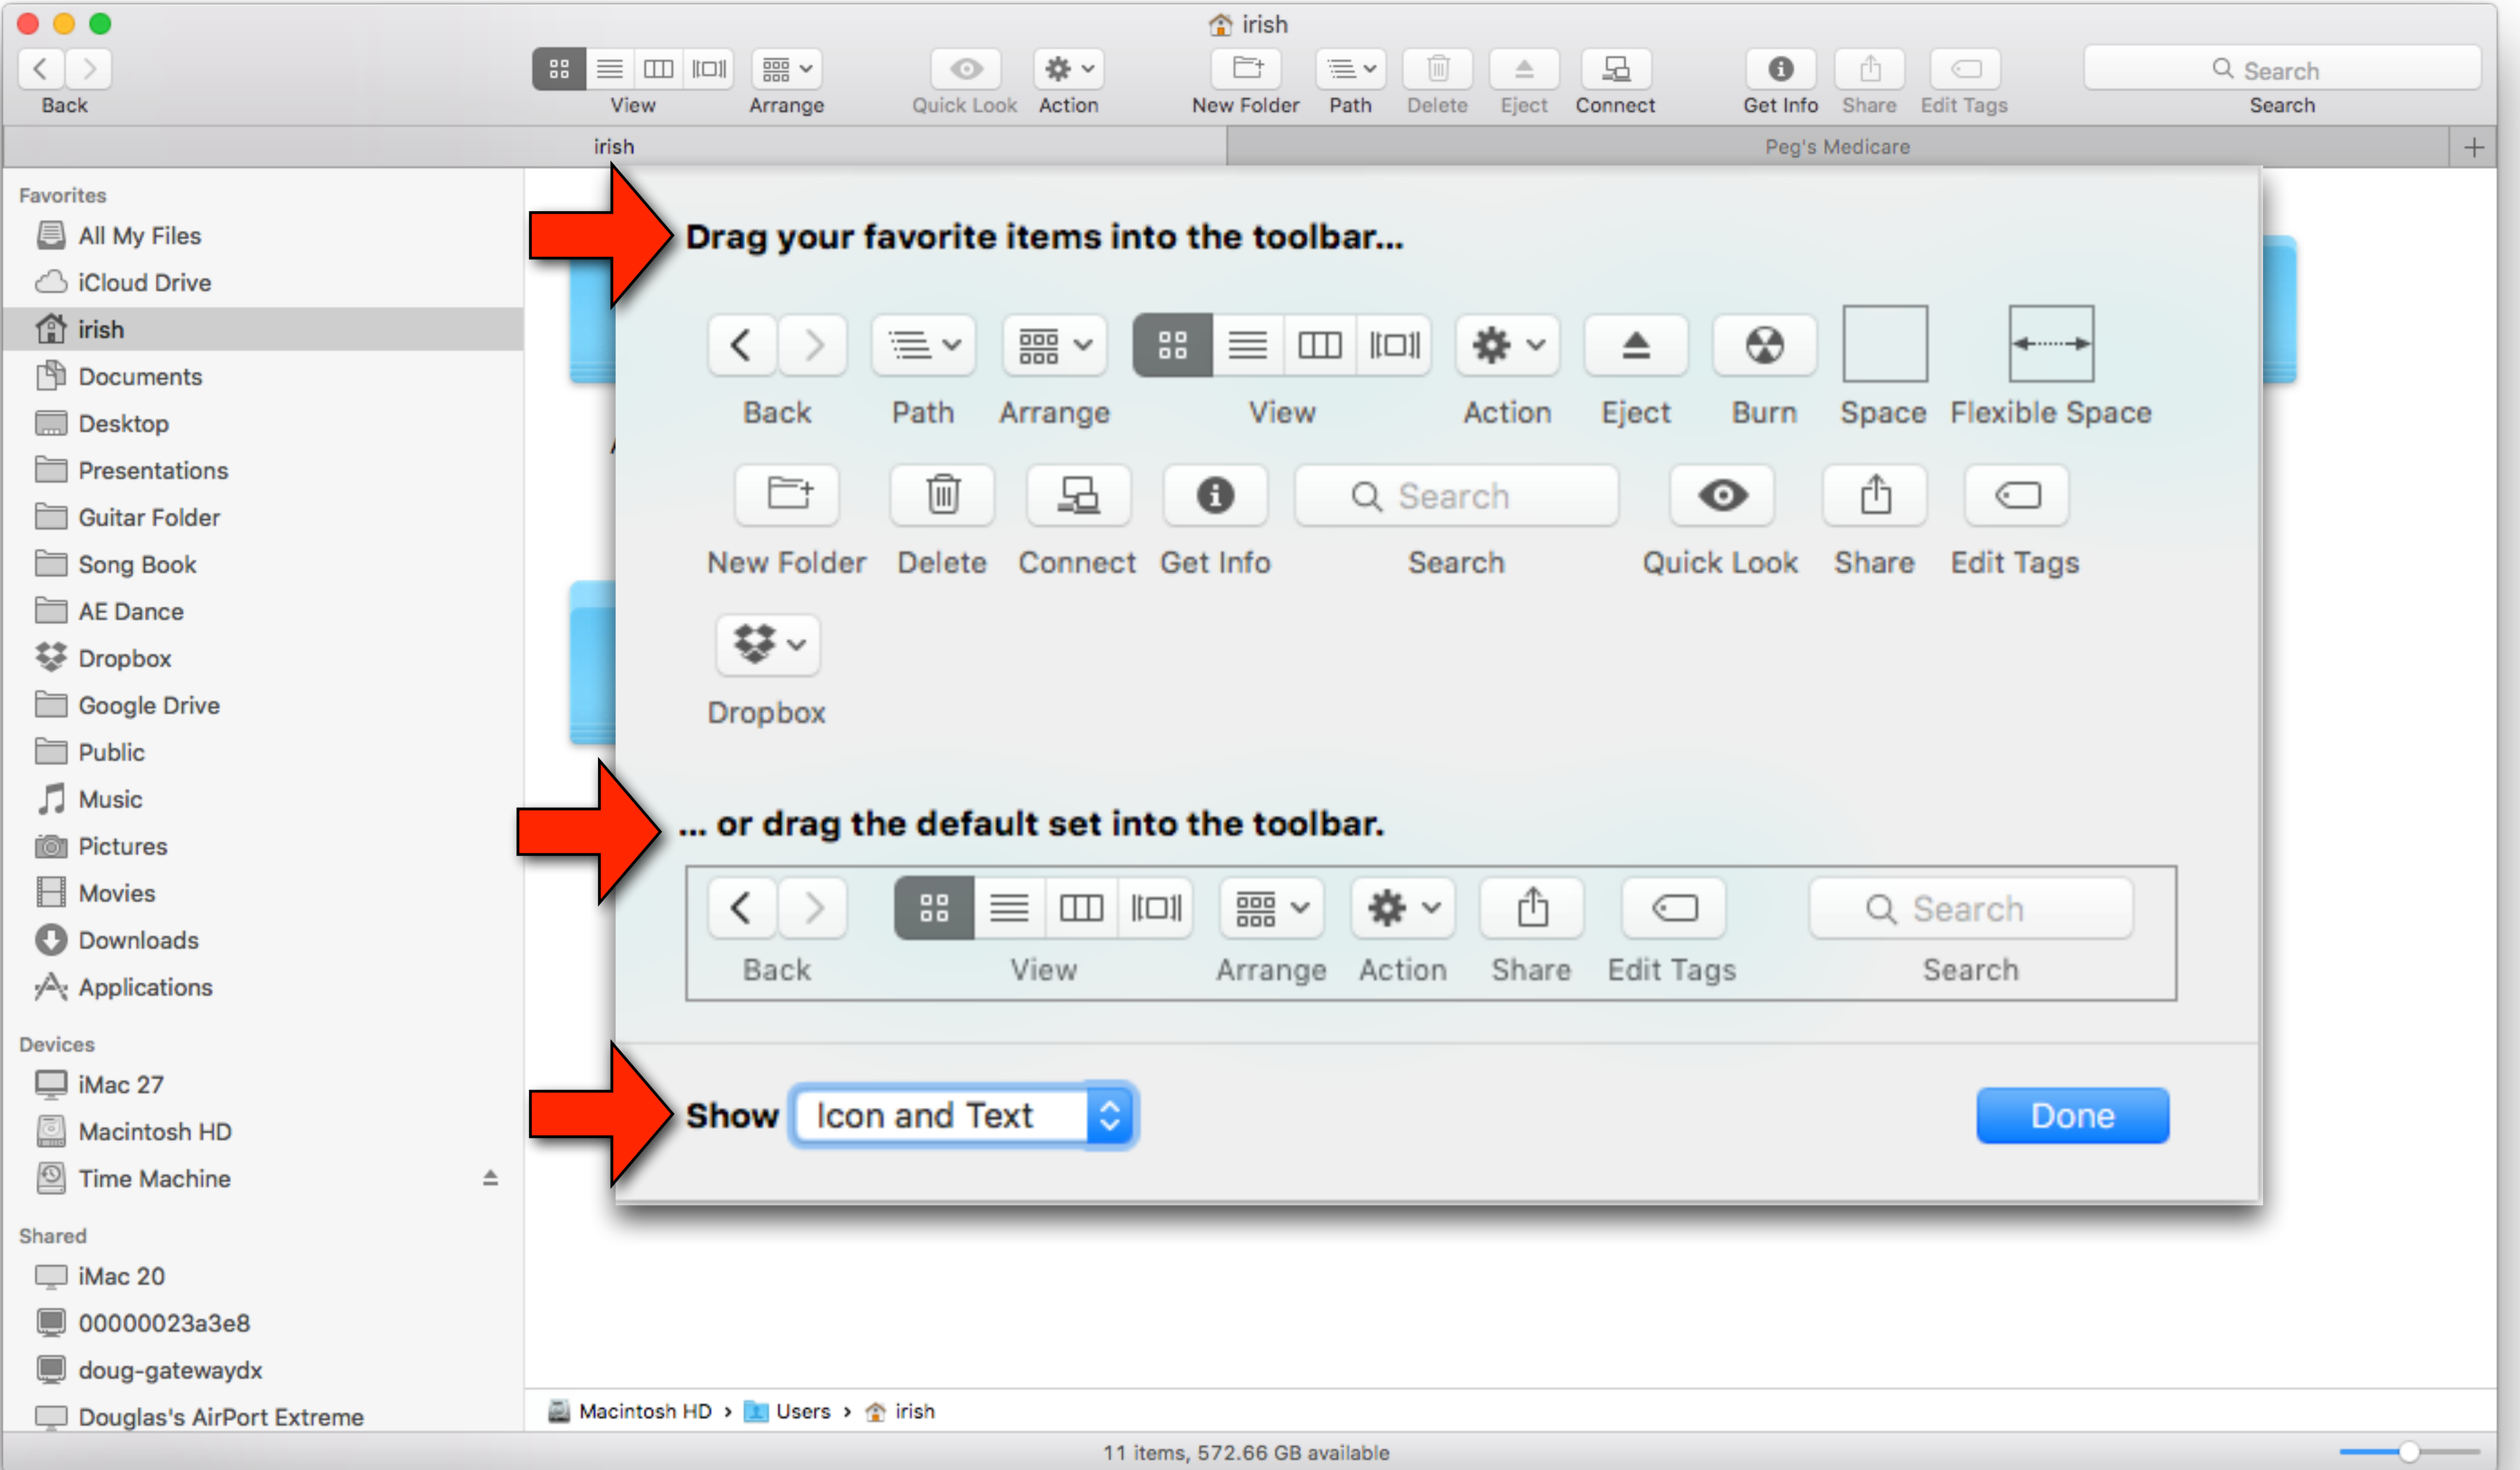 irish
Back View Arrange Quick Look Action New Folder Path Delete Eject Connect Get Info Share Edit Tags Search
Search
irish Peg's Medicare
Favorites
All My Files
iCloud Drive
irish
Documents
Desktop
Presentations
Guitar Folder
Song Book
AE Dance
Dropbox
Google Drive
Public
Music
Pictures
Movies
Downloads
Applications
Devices
iMac 27
Macintosh HD
Time Machine
Shared
iMac 20
00000023a3e8
doug-gatewaydx
Douglas's AirPort Extreme
Drag your favorite items into the toolbar...
Back Path Arrange View Action Eject Burn Space Flexible Space
Search
New Folder Delete Connect Get Info Search Quick Look Share Edit Tags
Dropbox
... or drag the default set into the toolbar.
Search
Back View Arrange Action Share Edit Tags Search
Show Icon and Text Done
Macintosh HD › Users › irish
11 items, 572.66 GB available